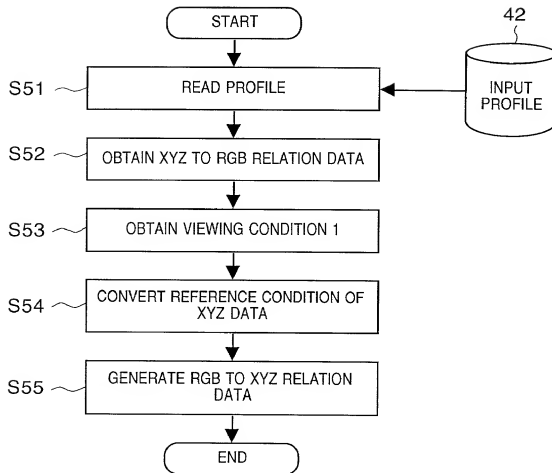 START
42
S51
READ PROFILE
INPUT
PROFILE
S52
OBTAIN XYZ TO RGB RELATION DATA
S53
OBTAIN VIEWING CONDITION 1
S54
CONVERT REFERENCE CONDITION OF
XYZ DATA
S55
GENERATE RGB TO XYZ RELATION
DATA
END